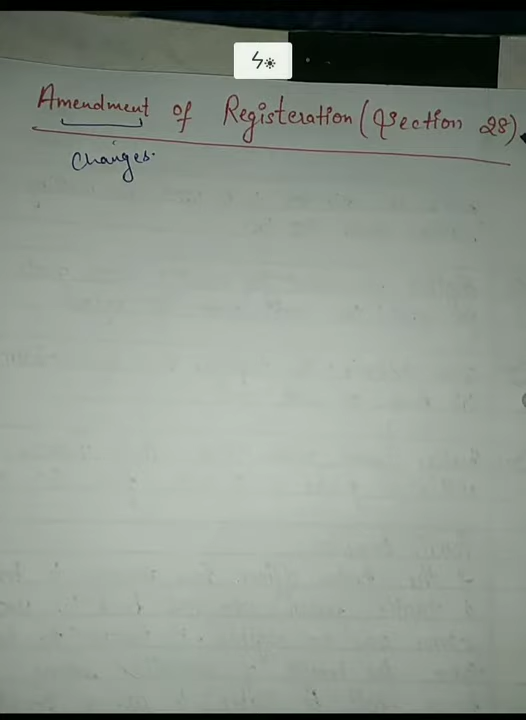 Amendment of Registeration (Section 28)
Changes.